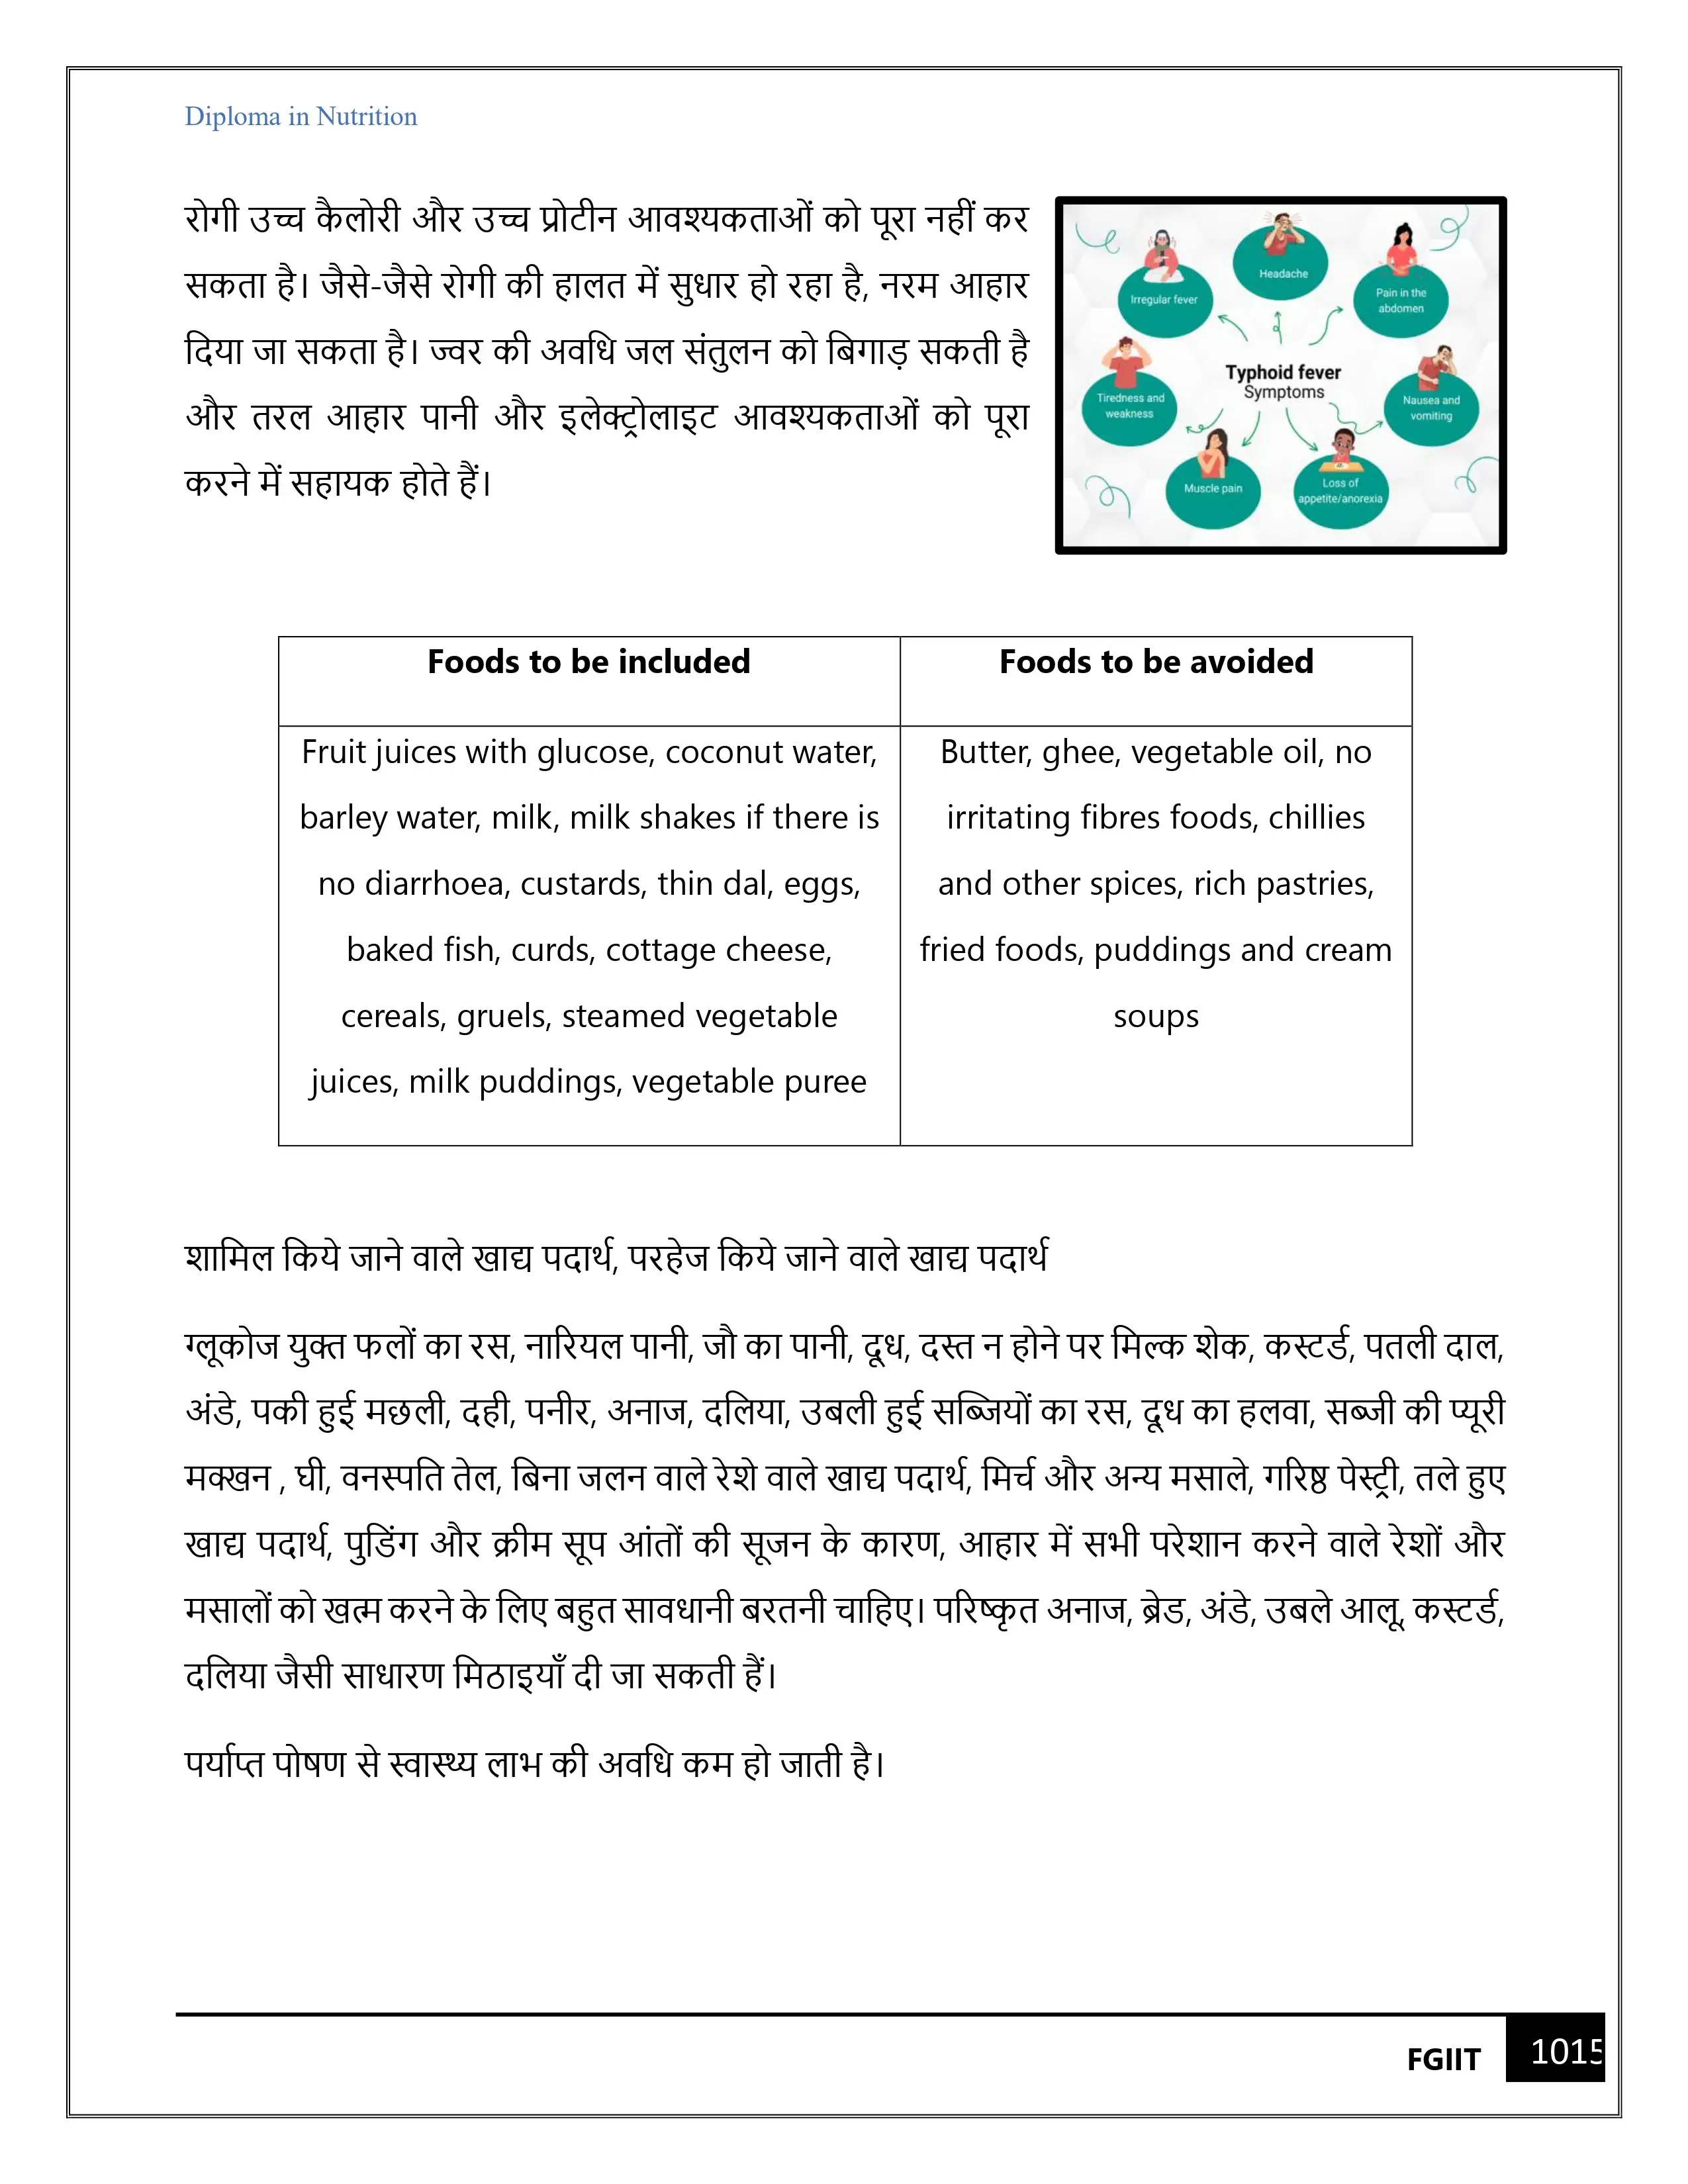 Diploma in Nutrition
रोगी उच्च कैलोरी और उच्च प्रोटीन आवश्यकताओं को पूरा नहीं कर
सकता है। जैसे-जैसे रोगी की हालत में सुधार हो रहा है, नरम आहार
दिया जा सकता है। ज्वर की अवधि जल संतुलन को बिगाड़ सकती है
और तरल आहार पानी और इलेक्ट्रोलाइट आवश्यकताओं को पूरा
करने में सहायक होते हैं।
Headache
Irregular fever
Pain in the
abdomen
Typhoid fever
Symptoms
Tiredness and
weakness
Nausea and
vomiting
Muscle pain
Loss of
appetite/anorexia
Foods to be included
Foods to be avoided
Fruit juices with glucose, coconut water,
barley water, milk, milk shakes if there is
no diarrhoea, custards, thin dal, eggs,
baked fish, curds, cottage cheese,
cereals, gruels, steamed vegetable
juices, milk puddings, vegetable puree
Butter, ghee, vegetable oil, no
irritating fibres foods, chillies
and other spices, rich pastries,
fried foods, puddings and cream
soups
शामिल किये जाने वाले खाद्य पदार्थ, परहेज किये जाने वाले खाद्य पदार्थ
ग्लूकोज युक्त फलों का रस, नारियल पानी, जौ का पानी, दूध, दस्त न होने पर मिल्क शेक, कस्टर्ड, पतली दाल,
अंडे, पकी हुई मछली, दही, पनीर, अनाज, दलिया, उबली हुई सब्जियों का रस, दूध का हलवा, सब्जी की प्यूरी
मक्खन , घी, वनस्पति तेल, बिना जलन वाले रेशे वाले खाद्य पदार्थ, मिर्च और अन्य मसाले, गरिष्ठ पेस्ट्री, तले हुए
खाद्य पदार्थ, पुडिंग और क्रीम सूप आंतों की सूजन के कारण, आहार में सभी परेशान करने वाले रेशों और
मसालों को खत्म करने के लिए बहुत सावधानी बरतनी चाहिए। परिष्कृत अनाज, ब्रेड, अंडे, उबले आलू, कस्टर्ड,
दलिया जैसी साधारण मिठाइयाँ दी जा सकती हैं।
पर्याप्त पोषण से स्वास्थ्य लाभ की अवधि कम हो जाती है।
FGIIT
1015